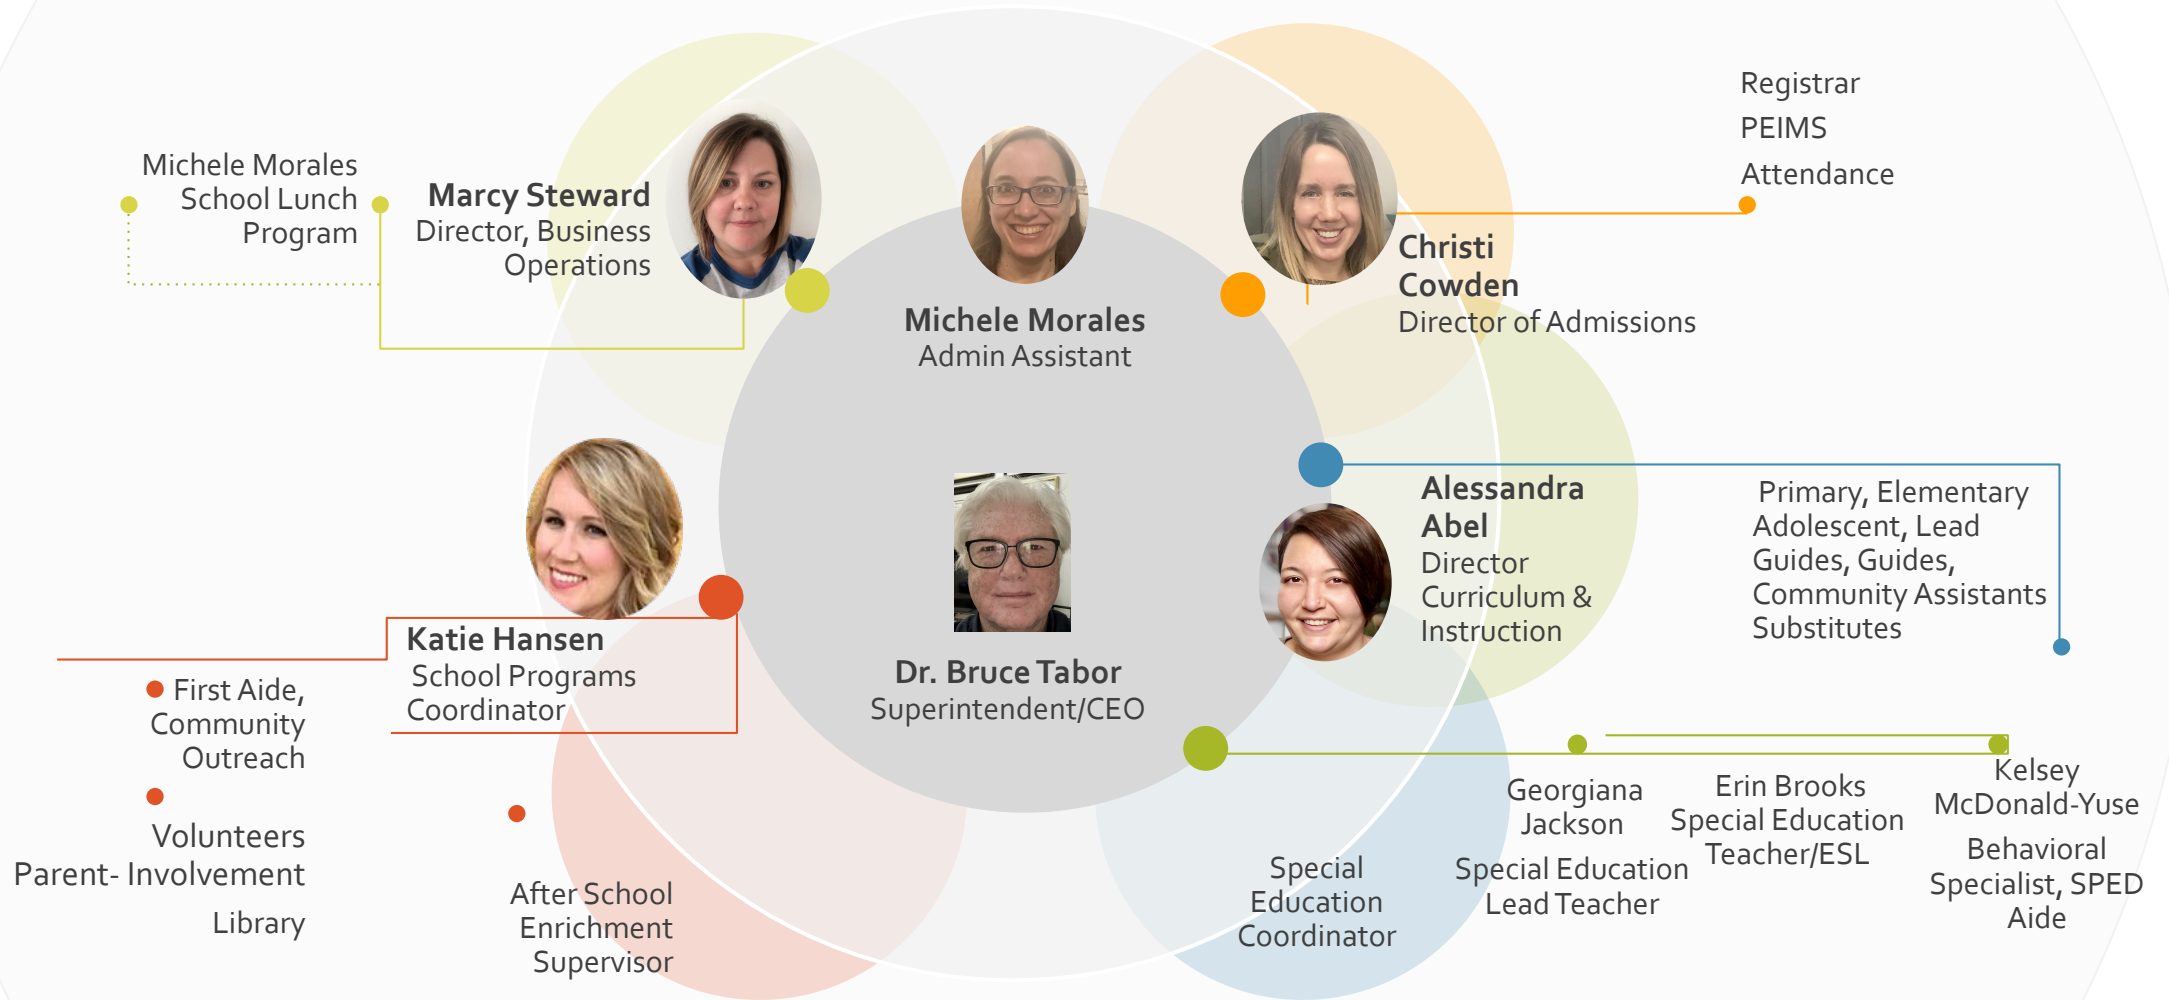 Michele Morales
School Lunch
Program
Marcy Steward
Director, Business
Operations
Michele Morales
Admin Assistant
Christi
Cowden
Director of Admissions
Registrar
PEIMS
Attendance
Katie Hansen
School Programs
Coordinator
First Aide,
Community
Outreach
Volunteers
Parent- Involvement
Library
After School
Enrichment
Supervisor
Dr. Bruce Tabor
Superintendent/CEO
Alessandra
Abel
Director
Curriculum &
Instruction
Primary, Elementary
Adolescent, Lead
Guides, Guides,
Community Assistants
Substitutes
Special
Education
Coordinator
Georgiana
Jackson
Special Education
Lead Teacher
Erin Brooks
Special Education
Teacher/ESL
Kelsey
McDonald-Yuse
Behavioral
Specialist, SPED
Aide